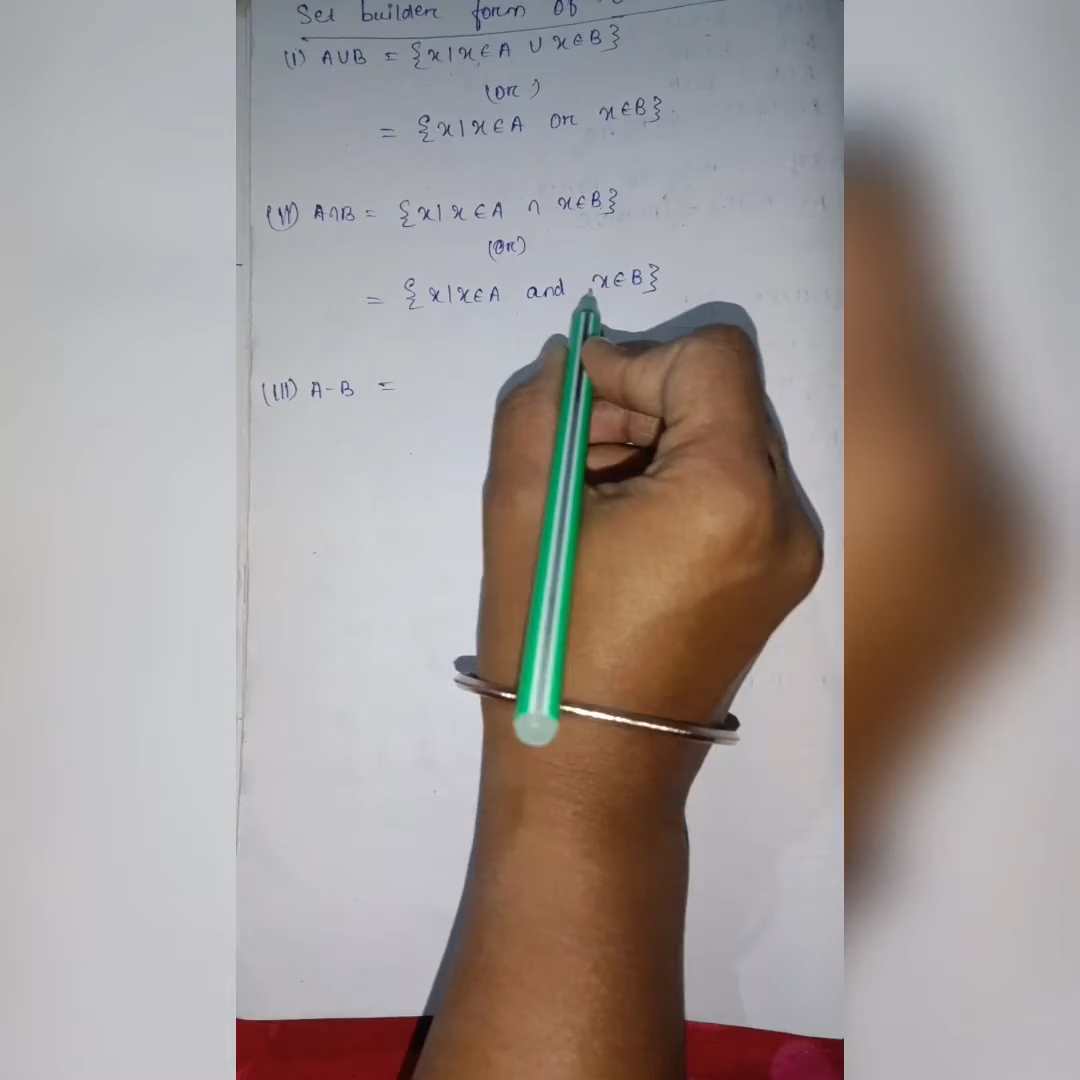 Set builder form of
(i) A∪B = {x | x ∈ A ∪ x ∈ B}
(or)
= {x | x ∈ A or x ∈ B}
(ii) A∩B = {x | x ∈ A ∩ x ∈ B}
(or)
= {x | x ∈ A and x ∈ B}
(iii) A-B =